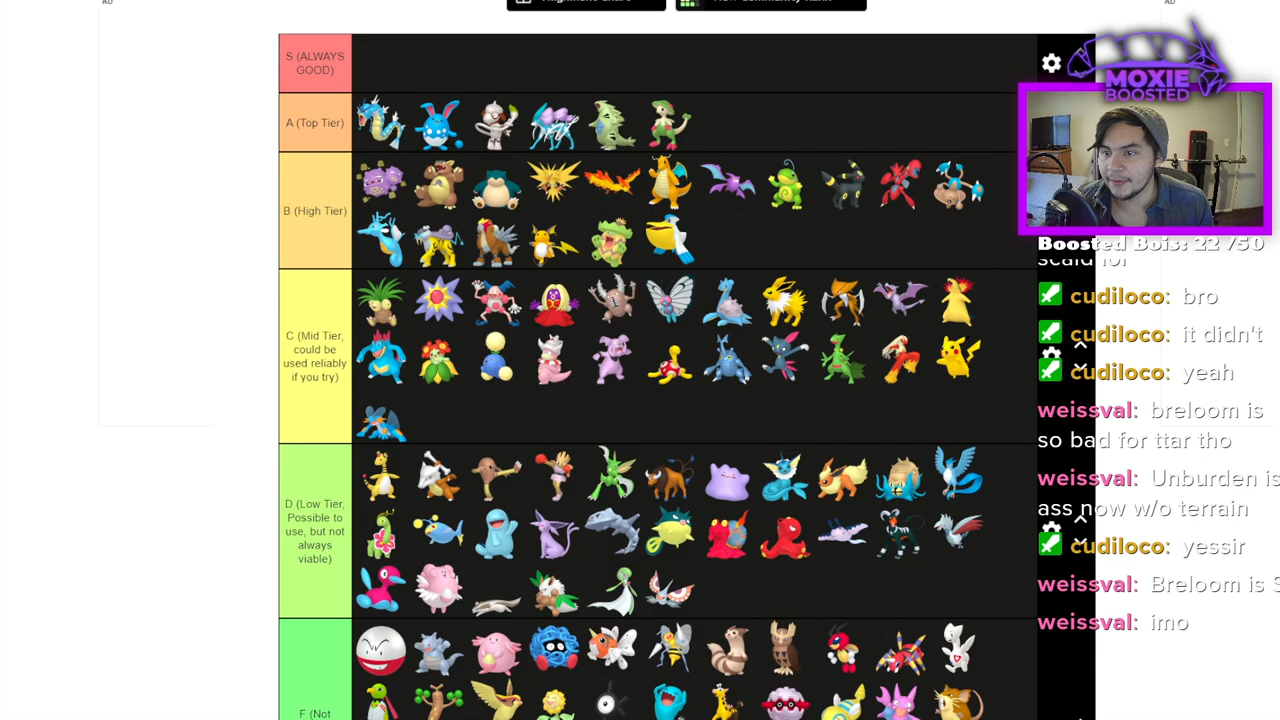 AD
AD
S (ALWAYS
GOOD)
A (Top Tier)
B (High Tier)
C (Mid Tier,
could be
used reliably
if you try)
D (Low Tier,
Possible to
use, but not
always
viable)
F (Not
MOXIE
BOOSTED
Boosted Bois: 22 /50
cudiloco: bro
cudiloco: it didn't
cudiloco: yeah
weissval: breloom is
so bad for ttar tho
weissval: Unburden is
ass now w/o terrain
cudiloco: yessir
weissval: Breloom is S
weissval: imo